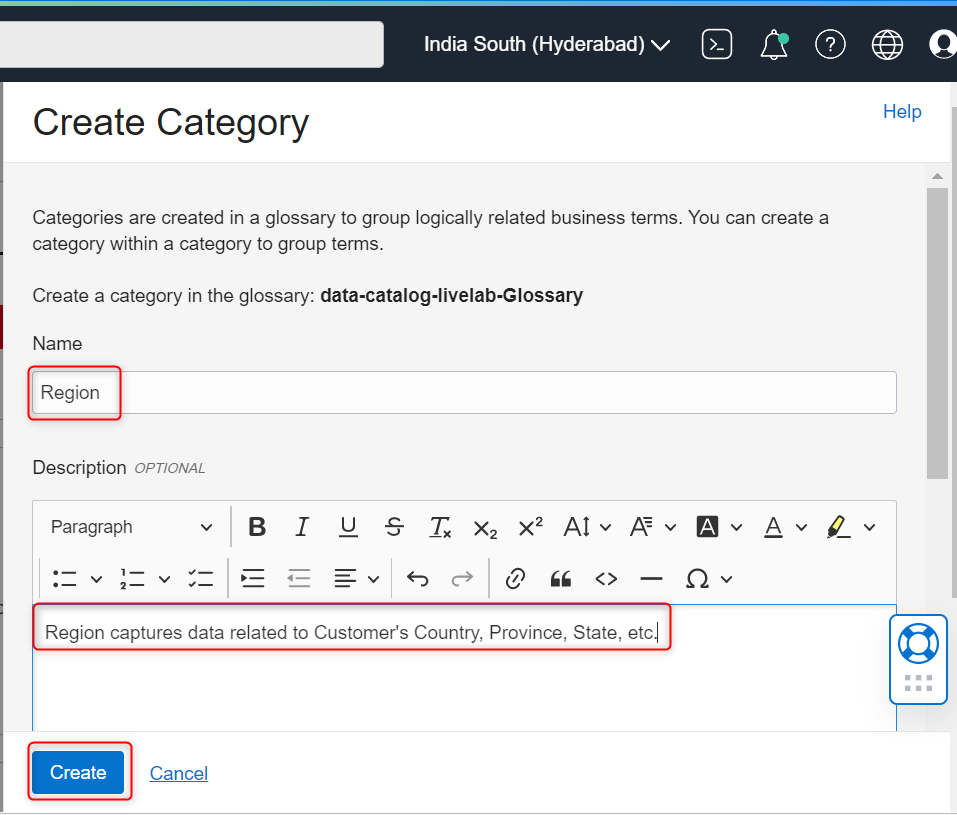 India South (Hyderabad)
Create Category
Help
Categories are created in a glossary to group logically related business terms. You can create a
category within a category to group terms.
Create a category in the glossary: data-catalog-livelab-Glossary
Name
Region
Description OPTIONAL
Paragraph
Region captures data related to Customer's Country, Province, State, etc.
Create Cancel